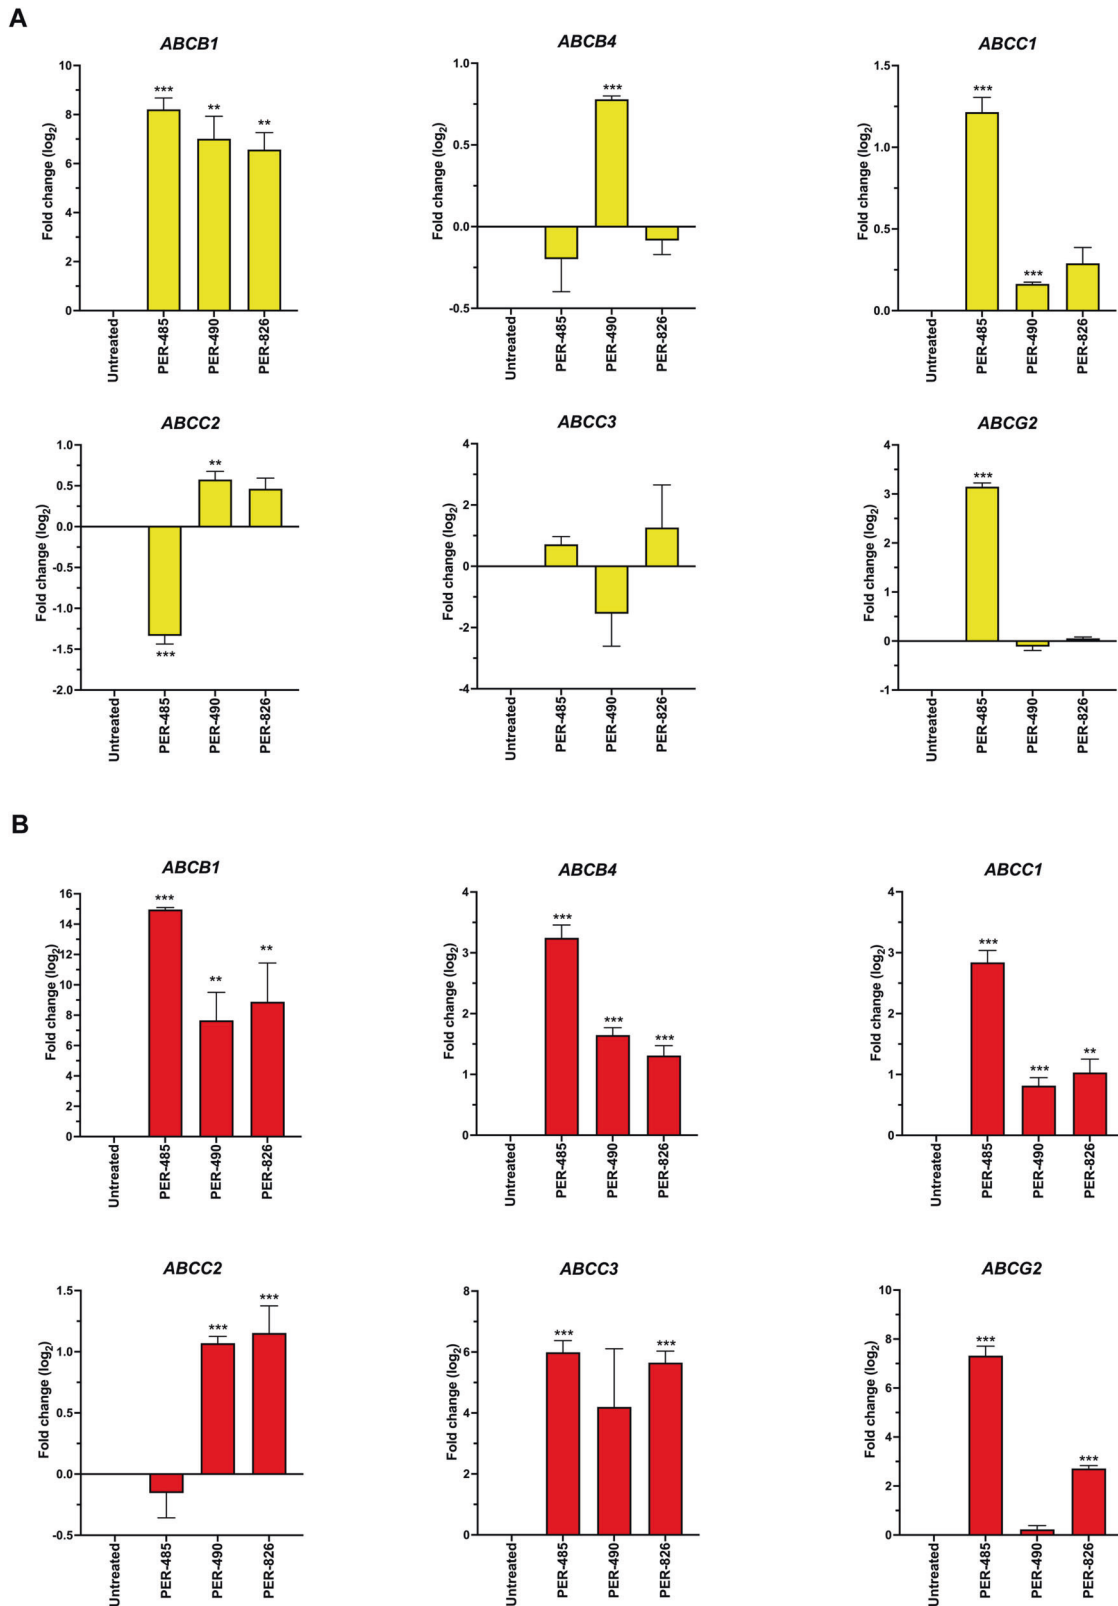 A
ABCB1
Fold change (log2)
10
8
6
4
2
0
*** ** **
Untreated PER-485 PER-490 PER-826
ABCB4
Fold change (log2)
1.0
0.5
0.0
-0.5
***
Untreated PER-485 PER-490 PER-826
ABCC1
Fold change (log2)
1.5
1.0
0.5
0.0
*** ***
Untreated PER-485 PER-490 PER-826
ABCC2
Fold change (log2)
1.0
0.5
0.0
-0.5
-1.0
-1.5
-2.0
*** **
Untreated PER-485 PER-490 PER-826
ABCC3
Fold change (log2)
4
2
0
-2
-4
Untreated PER-485 PER-490 PER-826
ABCG2
Fold change (log2)
4
3
2
1
0
-1
***
Untreated PER-485 PER-490 PER-826
B
ABCB1
Fold change (log2)
16
14
12
10
8
6
4
2
0
*** ** **
Untreated PER-485 PER-490 PER-826
ABCB4
Fold change (log2)
4
3
2
1
0
*** *** ***
Untreated PER-485 PER-490 PER-826
ABCC1
Fold change (log2)
4
3
2
1
0
*** *** **
Untreated PER-485 PER-490 PER-826
ABCC2
Fold change (log2)
1.5
1.0
0.5
0.0
-0.5
*** ***
Untreated PER-485 PER-490 PER-826
ABCC3
Fold change (log2)
8
6
4
2
0
*** ***
Untreated PER-485 PER-490 PER-826
ABCG2
Fold change (log2)
10
8
6
4
2
0
*** ***
Untreated PER-485 PER-490 PER-826